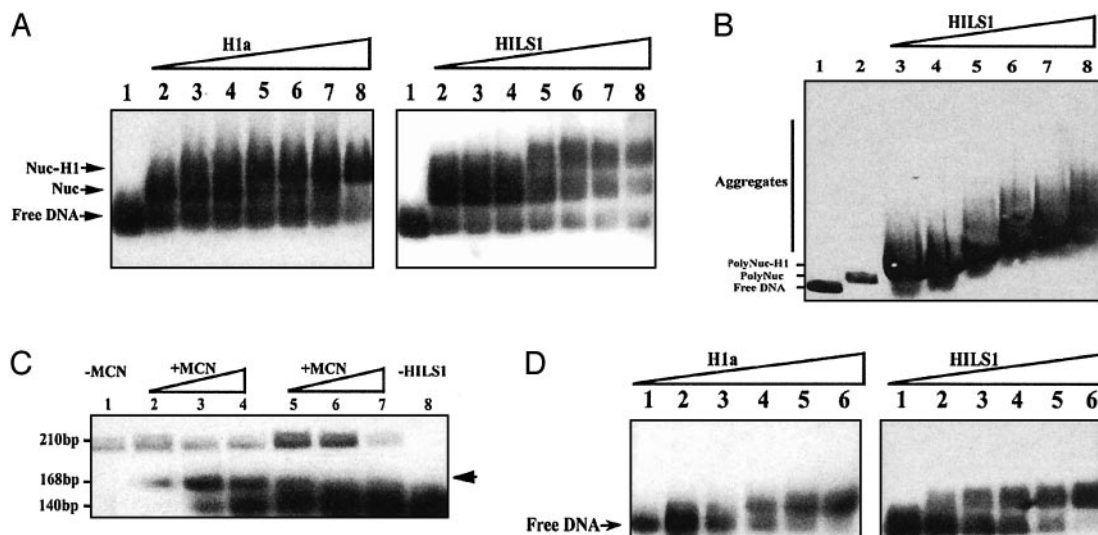 A
H1a
1 2 3 4 5 6 7 8
Nuc-H1
Nuc
Free DNA
HILS1
1 2 3 4 5 6 7 8
B
HILS1
1 2 3 4 5 6 7 8
Aggregates
PolyNuc-H1
PolyNuc
Free DNA
C
-MCN +MCN +MCN -HILS1
1 2 3 4 5 6 7 8
210bp
168bp
140bp
D
H1a
1 2 3 4 5 6
Free DNA
HILS1
1 2 3 4 5 6